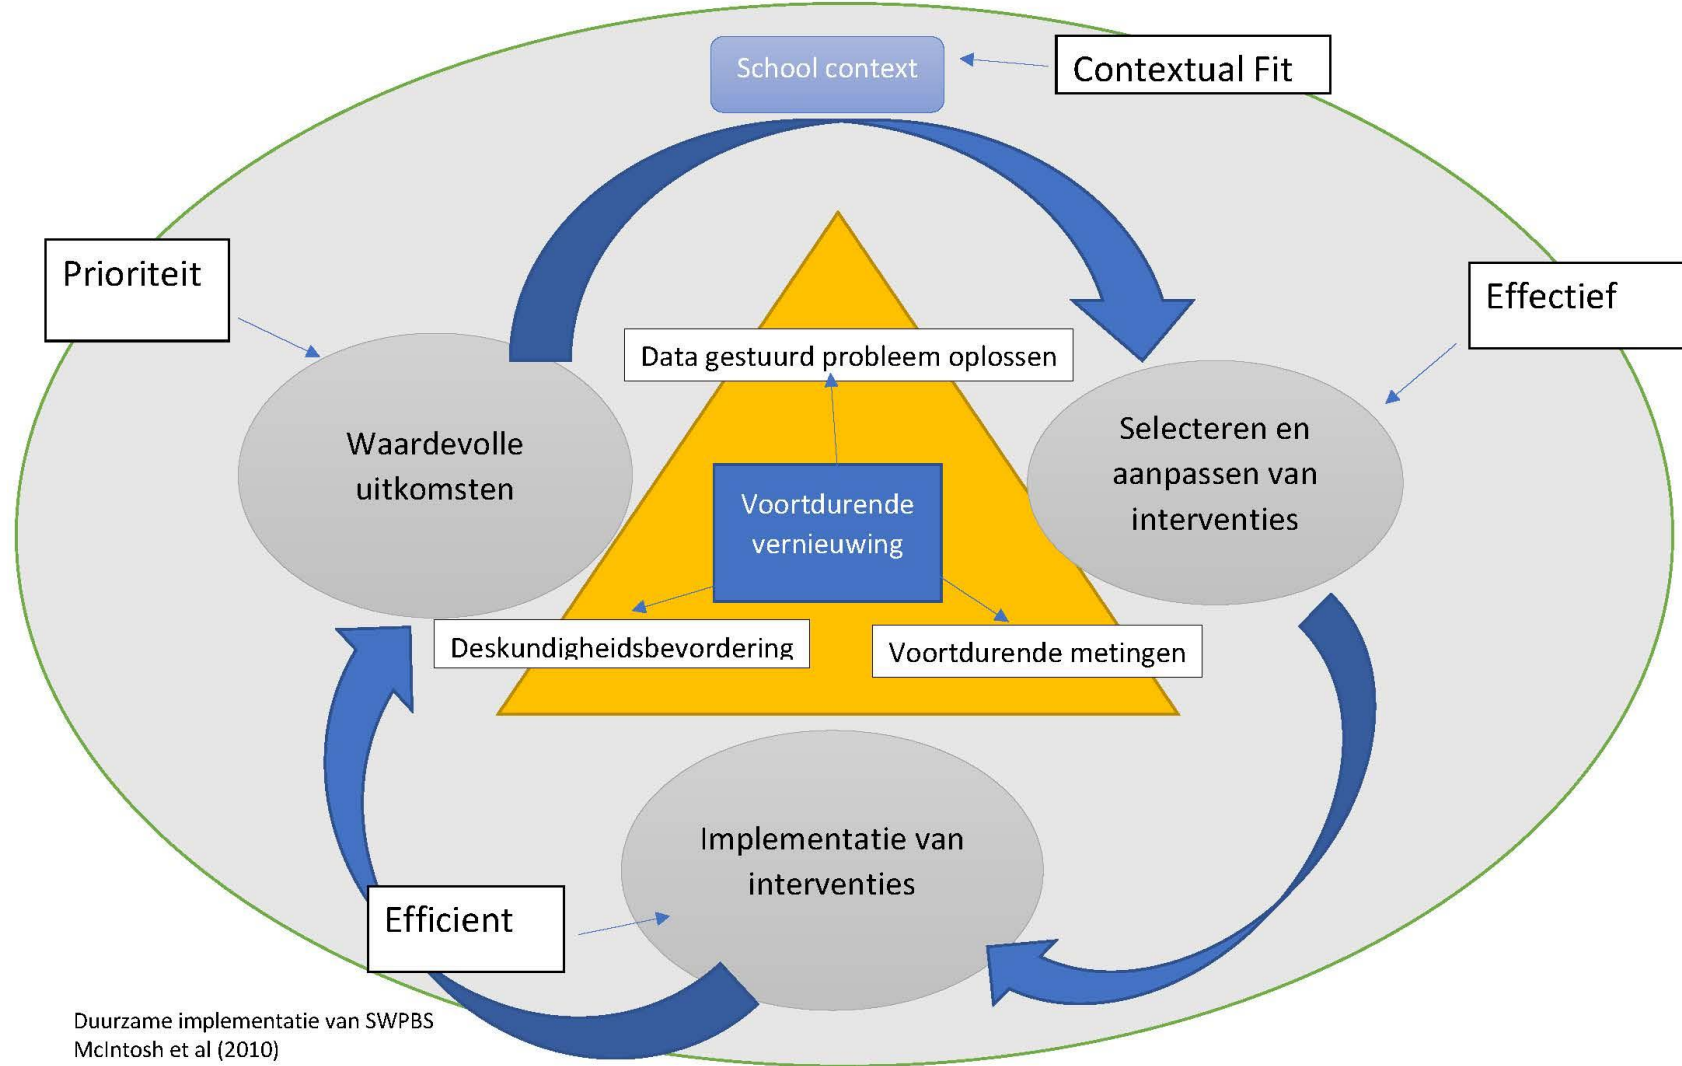 School context
Contextual Fit
Prioriteit
Effectief
Data gestuurd probleem oplossen
Waardevolle
uitkomsten
Selecteren en
aanpassen van
interventies
Voortdurende
vernieuwing
Deskundigheidsbevordering
Voortdurende metingen
Implementatie van
interventies
Efficient
Duurzame implementatie van SWPBS
McIntosh et al (2010)